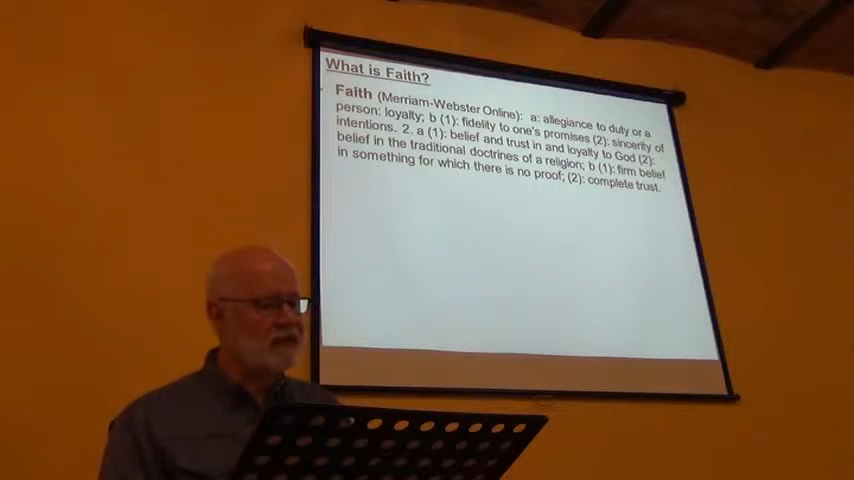 What is Faith?
Faith (Merriam-Webster Online): a: allegiance to duty or a
person: loyalty; b (1): fidelity to one's promises (2): sincerity of
intentions. 2. a (1): belief and trust in and loyalty to God (2):
belief in the traditional doctrines of a religion; b (1): firm belief
in something for which there is no proof; (2): complete trust.